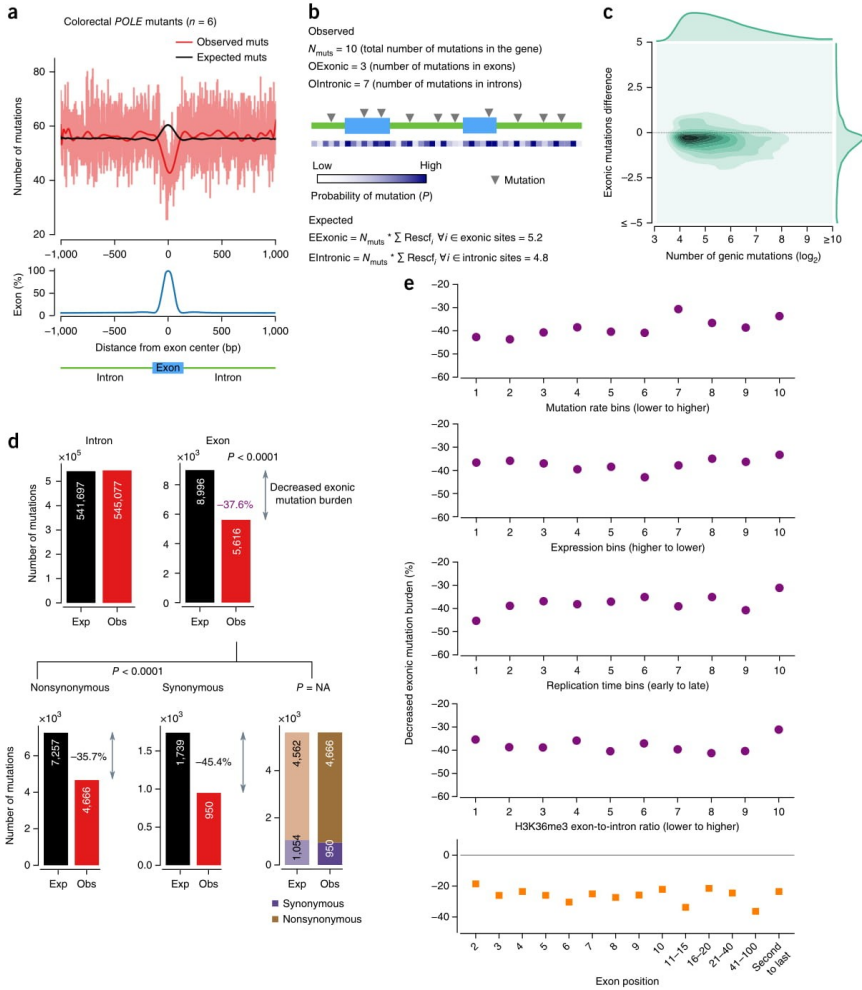 a
Colorectal POLE mutants (n = 6)
Observed muts
Expected muts
Number of mutations
80
60
40
20
−1,000 −500 0 500 1,000
Exon (%)
100
50
0
−1,000 −500 0 500 1,000
Distance from exon center (bp)
Exon
Intron Intron
b
Observed
Nmuts = 10 (total number of mutations in the gene)
OExonic = 3 (number of mutations in exons)
OIntronic = 7 (number of mutations in introns)
Low High
Probability of mutation (P)
Mutation
Expected
EExonic = Nmuts * ∑ Rescfi ∀i ∈ exonic sites = 5.2
EIntronic = Nmuts * ∑ Rescfi ∀i ∈ intronic sites = 4.8
c
Exonic mutations difference
5
2.5
0
−2.5
≤ −5
3 4 5 6 7 8 9 ≥10
Number of genic mutations (log2)
d
Intron
×10^5
Number of mutations
5
4
3
2
1
0
541,697
545,077
Exp Obs
Exon
×10^3
P < 0.0001
8
6
4
2
0
8,996
−37.6%
5,616
Decreased exonic
mutation burden
Exp Obs
P < 0.0001
Nonsynonymous
×10^3
Number of mutations
6
4
2
0
7,257
−35.7%
4,666
Exp Obs
Synonymous
×10^3
1.5
1.0
0.5
0.0
1,739
−45.4%
950
Exp Obs
P = NA
×10^3
4
2
0
4,562
4,666
1,054
950
Exp Obs
Synonymous
Nonsynonymous
e
Decreased exonic mutation burden (%)
−20
−40
−60
1 2 3 4 5 6 7 8 9 10
Mutation rate bins (lower to higher)
−20
−40
−60
1 2 3 4 5 6 7 8 9 10
Expression bins (higher to lower)
−20
−40
−60
1 2 3 4 5 6 7 8 9 10
Replication time bins (early to late)
−20
−40
−60
1 2 3 4 5 6 7 8 9 10
H3K36me3 exon-to-intron ratio (lower to higher)
0
−20
−40
2 3 4 5 6 7 8 9 10 11–15 16–20 21–40 41–100 Second to last
Exon position